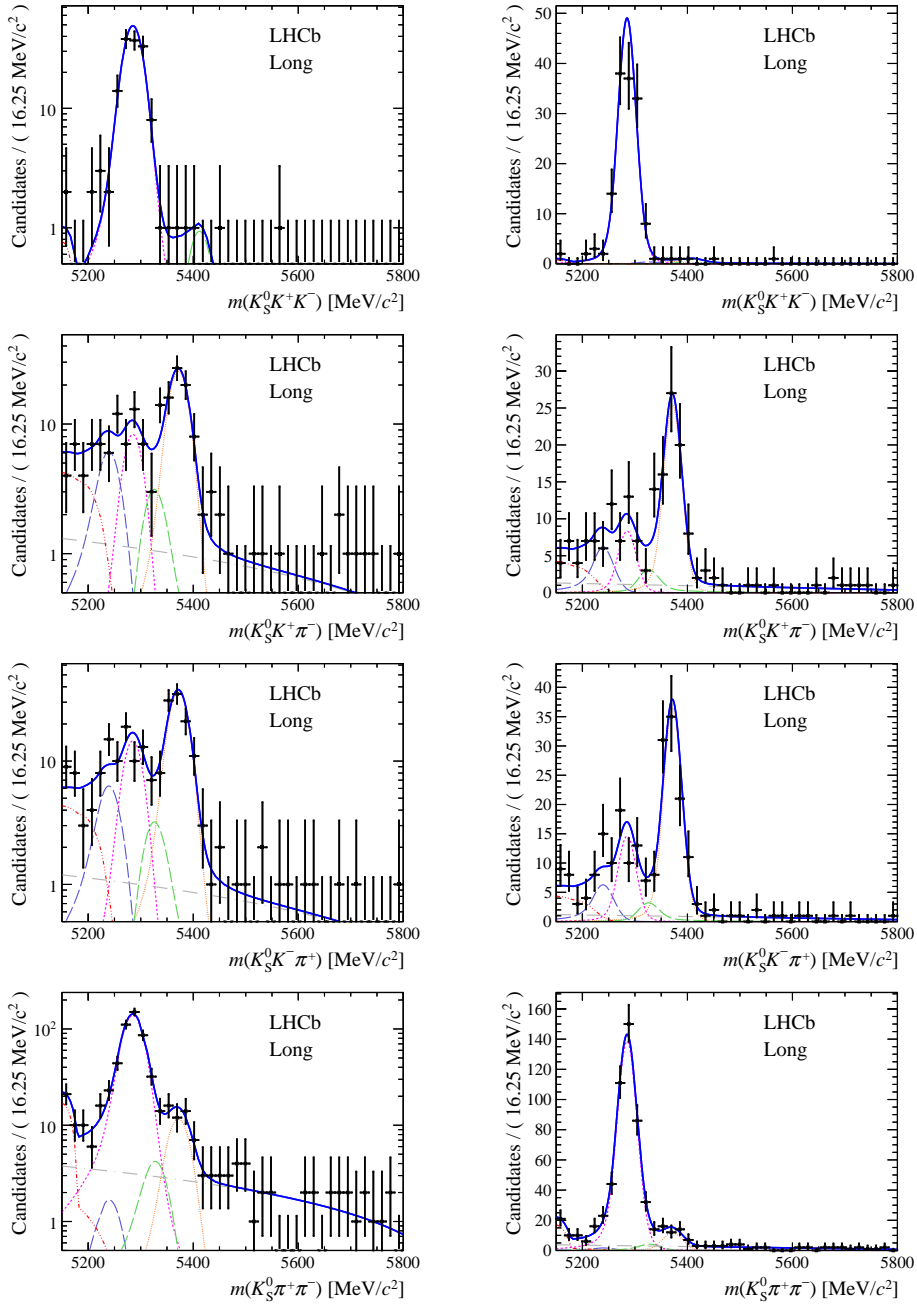 Candidates / ( 16.25 MeV/c² )
10
1
LHCb
Long
5200 5400 5600 5800
m(K⁰_S K⁺K⁻) [MeV/c²]
Candidates / ( 16.25 MeV/c² )
50
40
30
20
10
0
LHCb
Long
5200 5400 5600 5800
m(K⁰_S K⁺K⁻) [MeV/c²]
Candidates / ( 16.25 MeV/c² )
10
1
LHCb
Long
5200 5400 5600 5800
m(K⁰_S K⁺π⁻) [MeV/c²]
Candidates / ( 16.25 MeV/c² )
30
25
20
15
10
5
0
LHCb
Long
5200 5400 5600 5800
m(K⁰_S K⁺π⁻) [MeV/c²]
Candidates / ( 16.25 MeV/c² )
10
1
LHCb
Long
5200 5400 5600 5800
m(K⁰_S K⁻π⁺) [MeV/c²]
Candidates / ( 16.25 MeV/c² )
40
35
30
25
20
15
10
5
0
LHCb
Long
5200 5400 5600 5800
m(K⁰_S K⁻π⁺) [MeV/c²]
Candidates / ( 16.25 MeV/c² )
10²
10
1
LHCb
Long
5200 5400 5600 5800
m(K⁰_S π⁺π⁻) [MeV/c²]
Candidates / ( 16.25 MeV/c² )
160
140
120
100
80
60
40
20
0
LHCb
Long
5200 5400 5600 5800
m(K⁰_S π⁺π⁻) [MeV/c²]